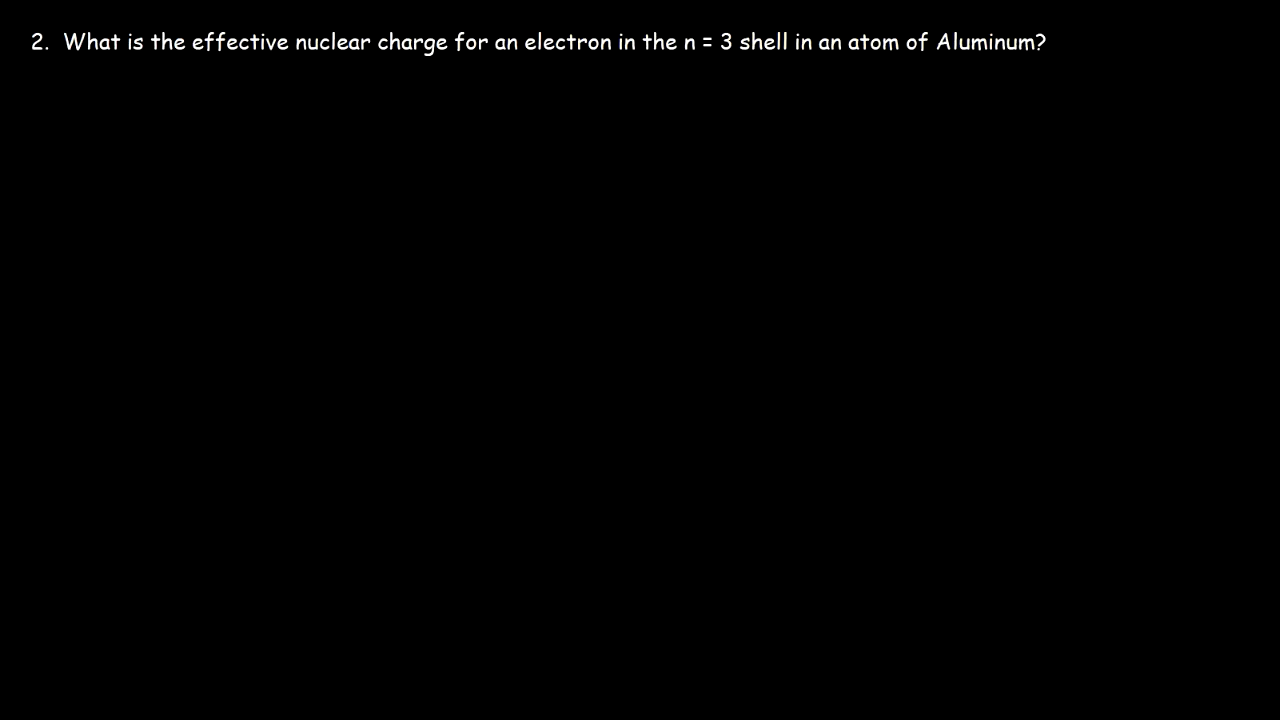 2. What is the effective nuclear charge for an electron in the n = 3 shell in an atom of Aluminum?